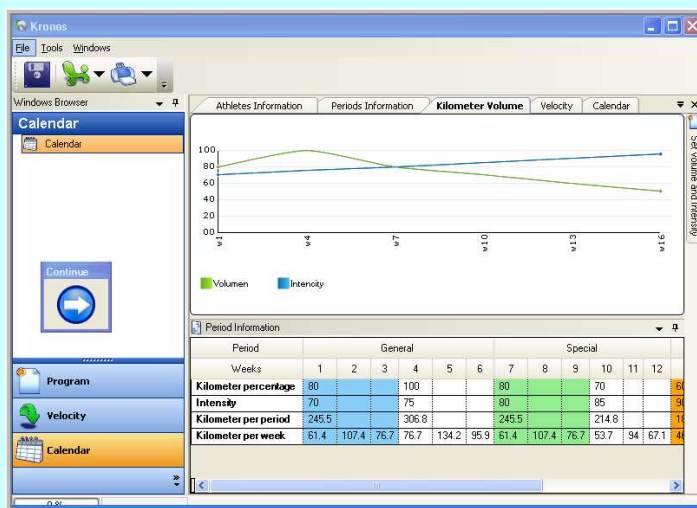 Kronos
File Tools Windows
Windows Browser
Calendar
Calendar
Continue
Program
Velocity
Calendar
»
0 %
Athletes Information Periods Information Kilometer Volume Velocity Calendar
Set Volume and Intensity
100
80
60
40
20
00
w1 w4 w7 w10 w13 w16
Volumen Intencity
Period Information
Period General Special
Weeks 1 2 3 4 5 6 7 8 9 10 11 12
Kilometer percentage 80 100 80 70 60
Intensity 70 75 80 85 90
Kilometer per period 245.5 306.8 245.5 214.8
Kilometer per week 61.4 107.4 76.7 76.7 134.2 95.9 61.4 107.4 76.7 53.7 94 67.1